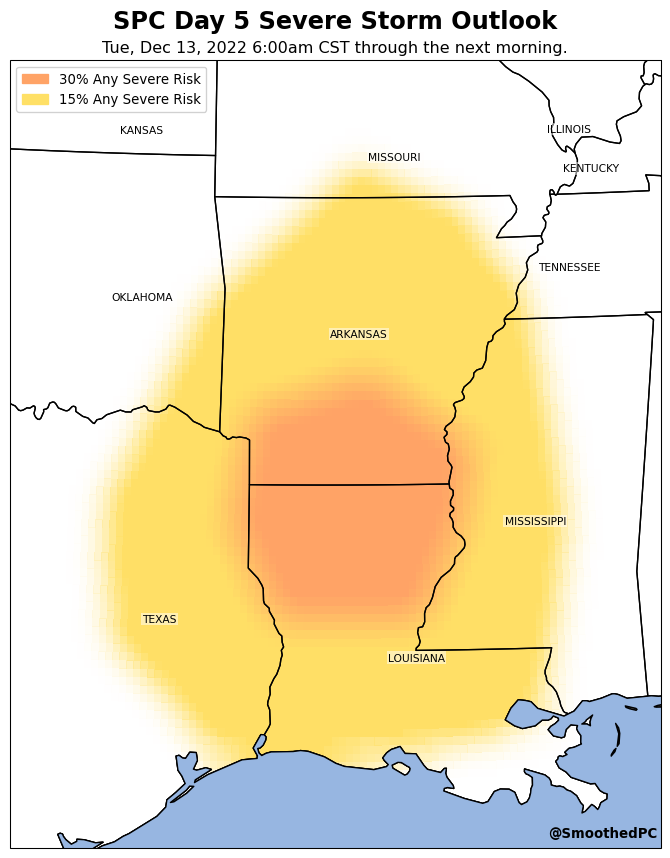 SPC Day 5 Severe Storm Outlook
Tue, Dec 13, 2022 6:00am CST through the next morning.
30% Any Severe Risk
15% Any Severe Risk
KANSAS
ILLINOIS
MISSOURI
KENTUCKY
TENNESSEE
OKLAHOMA
ARKANSAS
MISSISSIPPI
TEXAS
LOUISIANA
@SmoothedPC